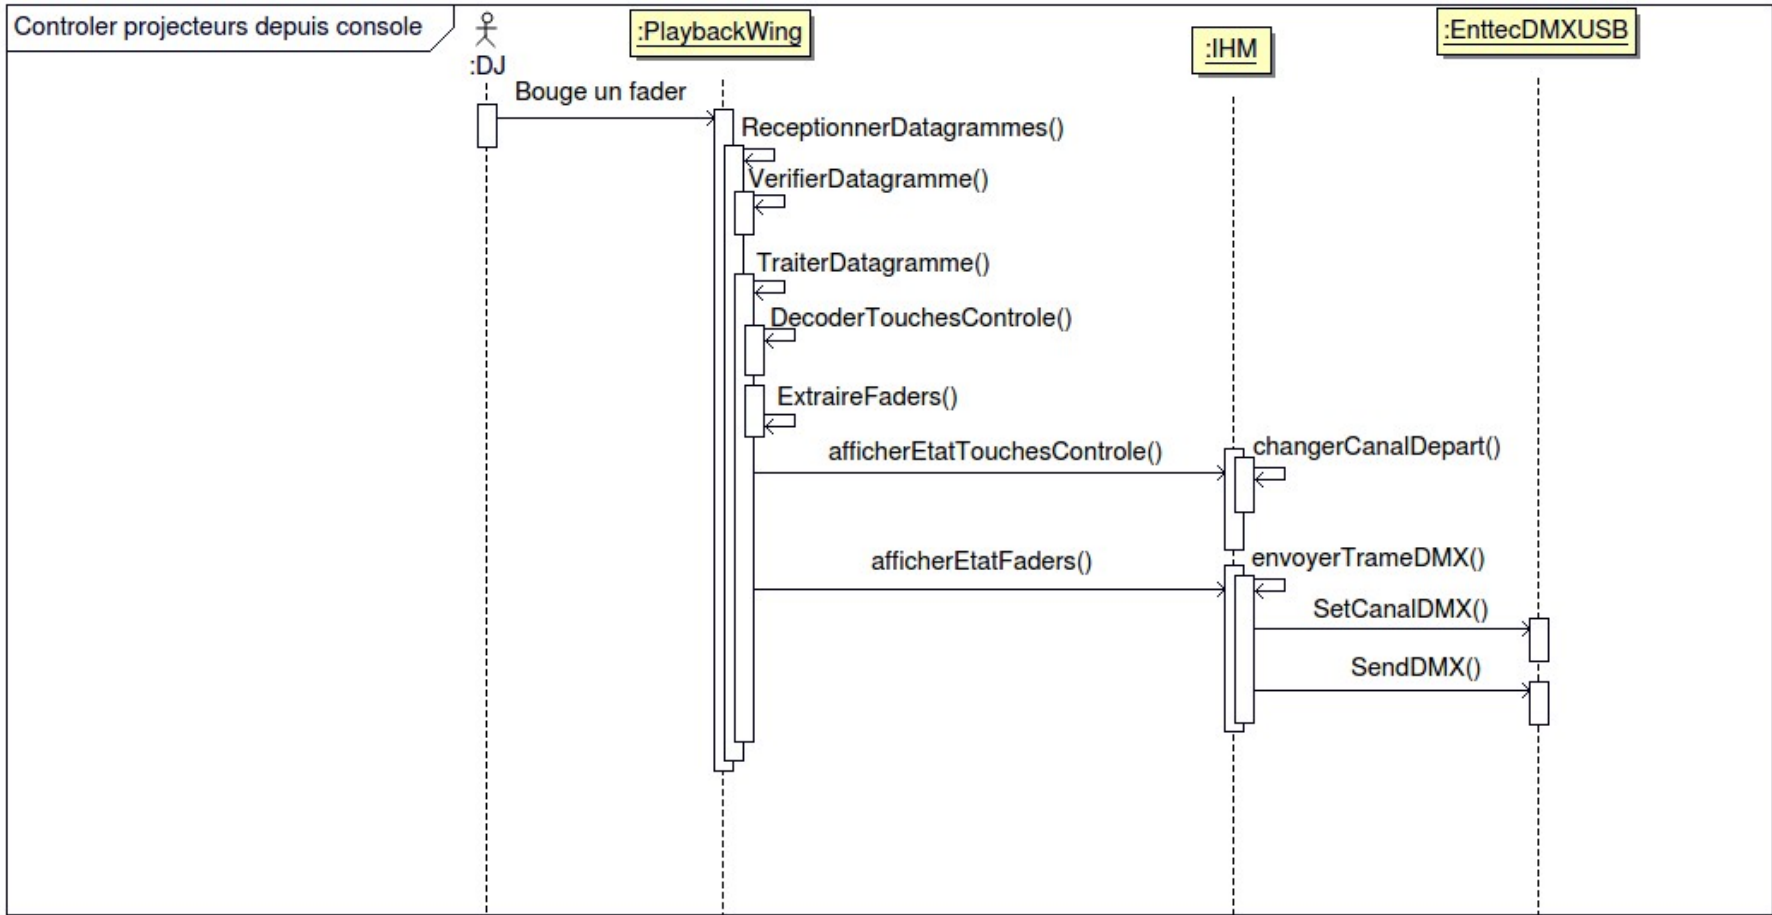 Controler projecteurs depuis console
:DJ
:PlaybackWing
:IHM
:EnttecDMXUSB
Bouge un fader
ReceptionnerDatagrammes()
VerifierDatagramme()
TraiterDatagramme()
DecoderTouchesControle()
ExtraireFaders()
afficherEtatTouchesControle()
changerCanalDepart()
afficherEtatFaders()
envoyerTrameDMX()
SetCanalDMX()
SendDMX()